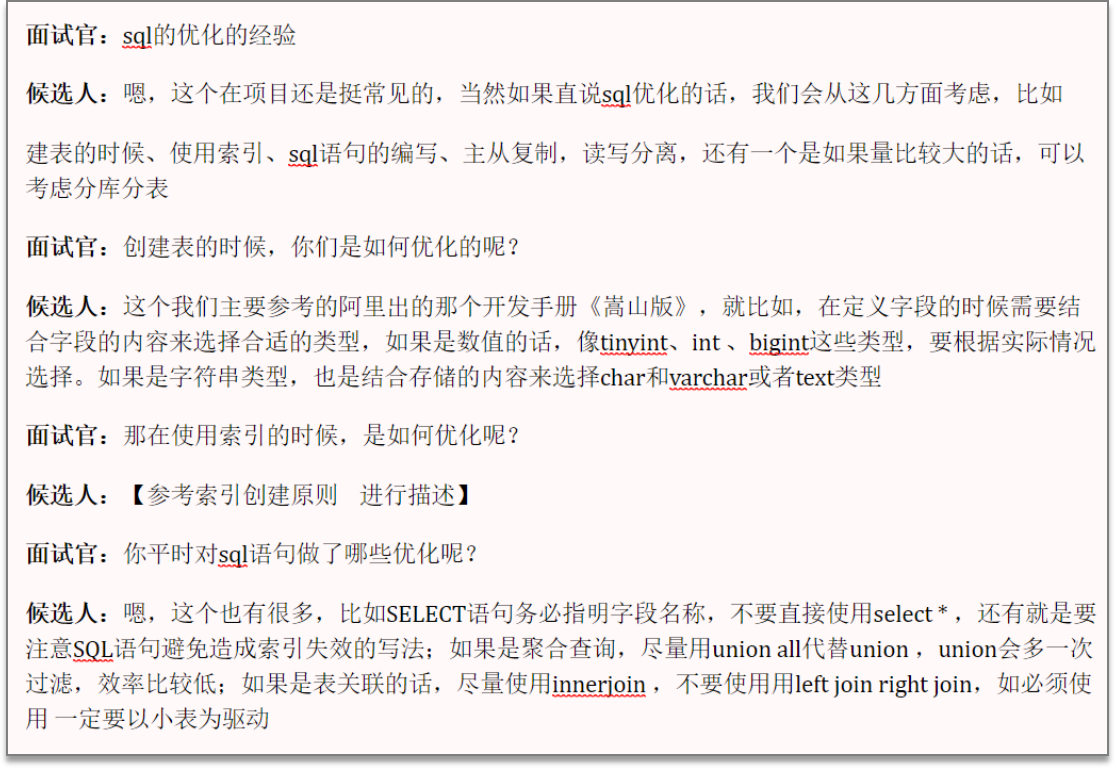 面试官：sql的优化的经验
候选人：嗯，这个在项目还是挺常见的，当然如果直说sql优化的话，我们会从这几方面考虑，比如
建表的时候、使用索引、sql语句的编写、主从复制，读写分离，还有一个是如果量比较大的话，可以
考虑分库分表
面试官：创建表的时候，你们是如何优化的呢？
候选人：这个我们主要参考的阿里出的那个开发手册《嵩山版》，就比如，在定义字段的时候需要结
合字段的内容来选择合适的类型，如果是数值的话，像tinyint、int 、bigint这些类型，要根据实际情况
选择。如果是字符串类型，也是结合存储的内容来选择char和varchar或者text类型
面试官：那在使用索引的时候，是如何优化呢？
候选人：【参考索引创建原则 进行描述】
面试官：你平时对sql语句做了哪些优化呢？
候选人：嗯，这个也有很多，比如SELECT语句务必指明字段名称，不要直接使用select * ，还有就是要
注意SQL语句避免造成索引失效的写法；如果是聚合查询，尽量用union all代替union ，union会多一次
过滤，效率比较低；如果是表关联的话，尽量使用innerjoin ，不要使用用left join right join，如必须使
用 一定要以小表为驱动